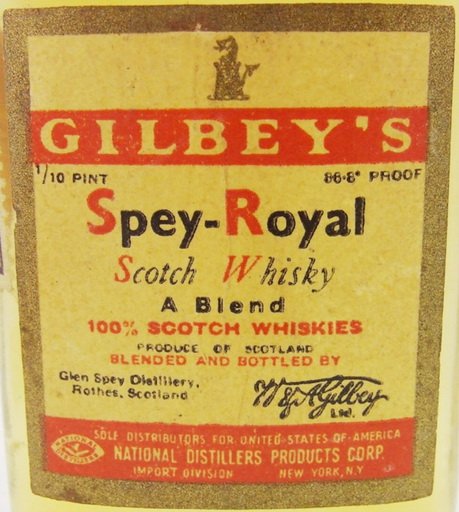 GILBEY'S
1/10 PINT 86·8° PROOF
Spey-Royal
Scotch Whisky
A Blend
100% SCOTCH WHISKIES
PRODUCE OF SCOTLAND
BLENDED AND BOTTLED BY
Glen Spey Distillery,
Rothes, Scotland
W & A Gilbey
Ltd.
NATIONAL
DISTILLERS
SOLE DISTRIBUTORS FOR UNITED·STATES·OF·AMERICA
NATIONAL DISTILLERS PRODUCTS CORP.
IMPORT DIVISION NEW YORK, N.Y